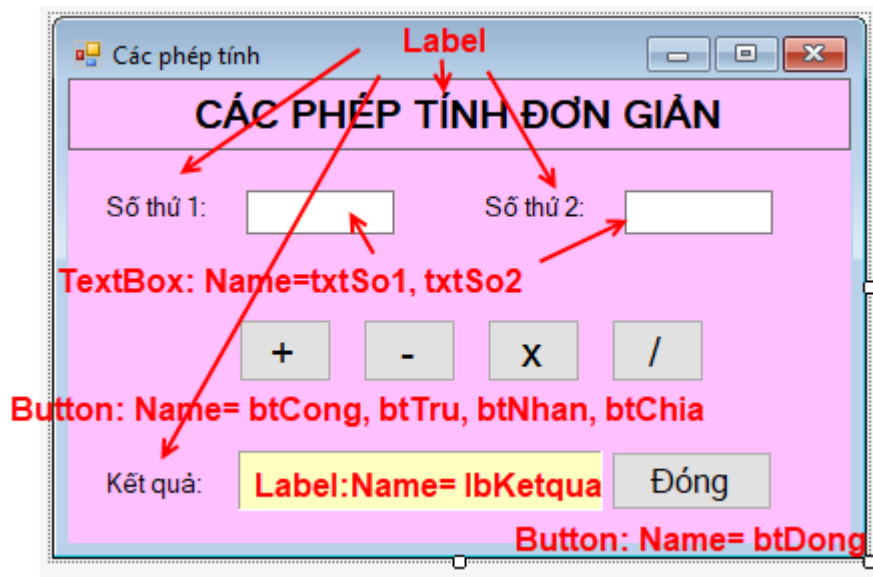 Các phép tính
Label
CÁC PHÉP TÍNH ĐƠN GIẢN
Số thứ 1:
Số thứ 2:
TextBox: Name=txtSo1, txtSo2
+ - x /
Button: Name= btCong, btTru, btNhan, btChia
Kết quả:
Label:Name= lbKetqua
Đóng
Button: Name= btDong